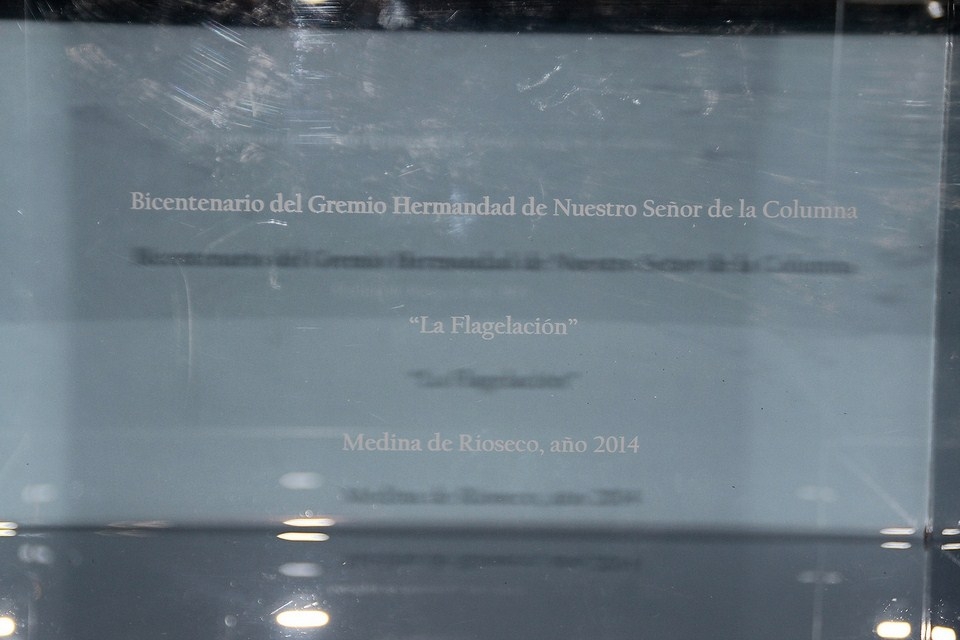 Bicentenario del Gremio Hermandad de Nuestro Señor de la Columna
“La Flagelación”
Medina de Rioseco, año 2014